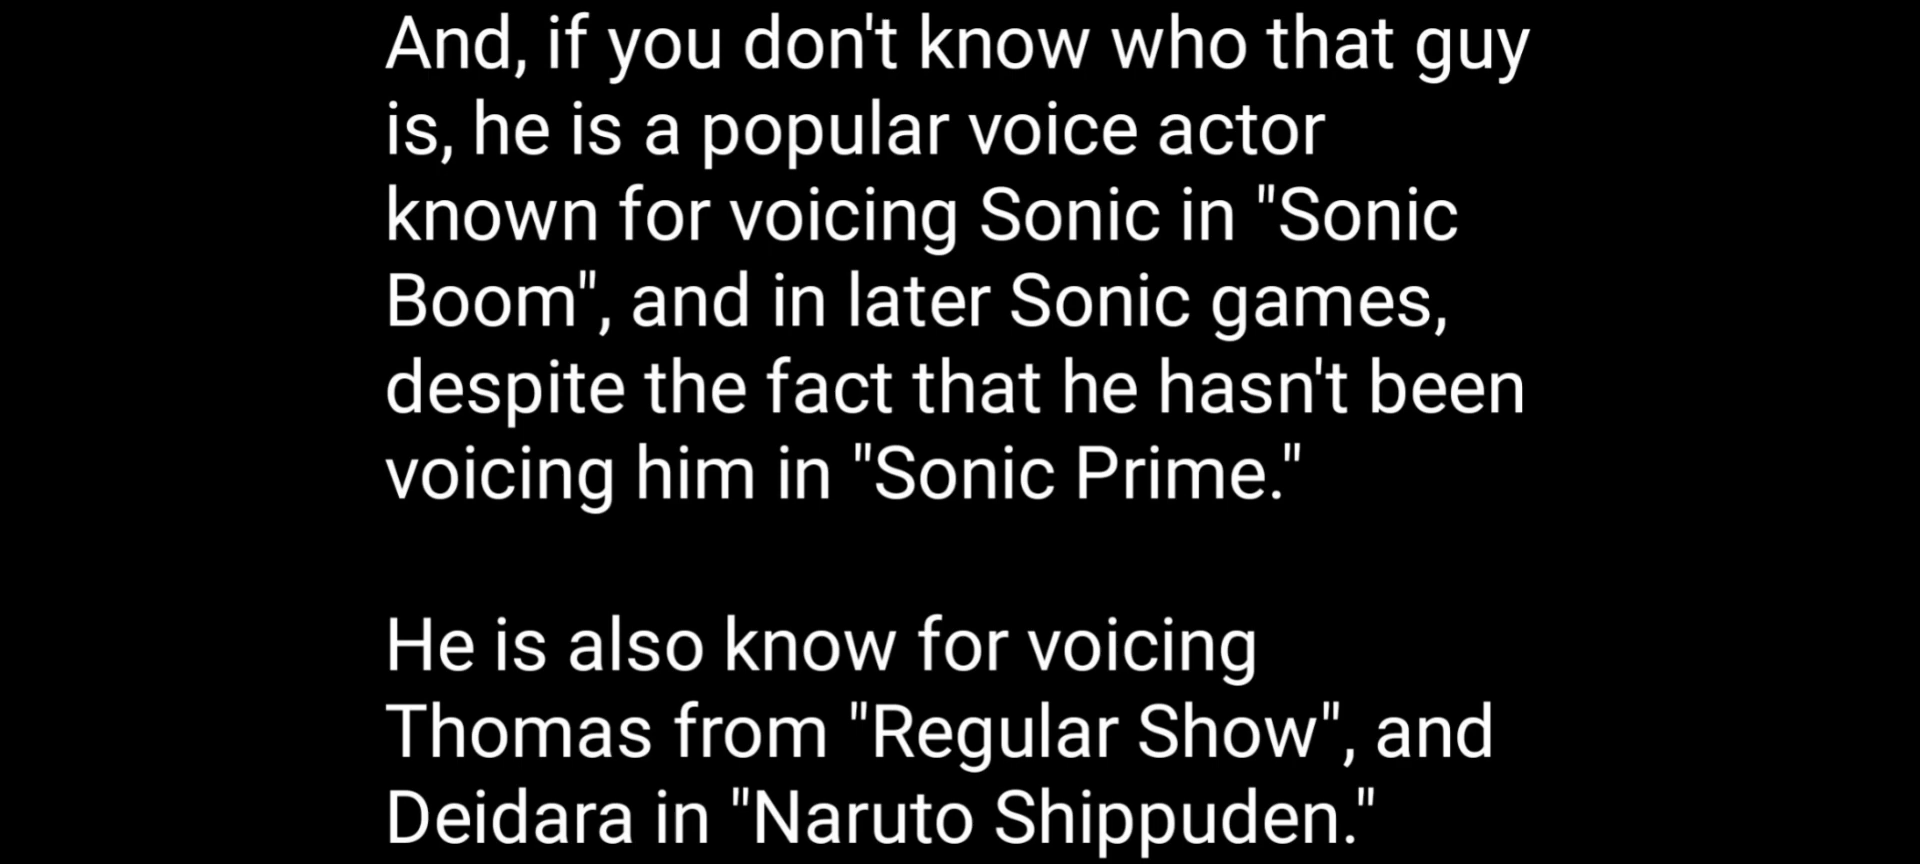 And, if you don't know who that guy
is, he is a popular voice actor
known for voicing Sonic in "Sonic
Boom", and in later Sonic games,
despite the fact that he hasn't been
voicing him in "Sonic Prime."
He is also know for voicing
Thomas from "Regular Show", and
Deidara in "Naruto Shippuden."